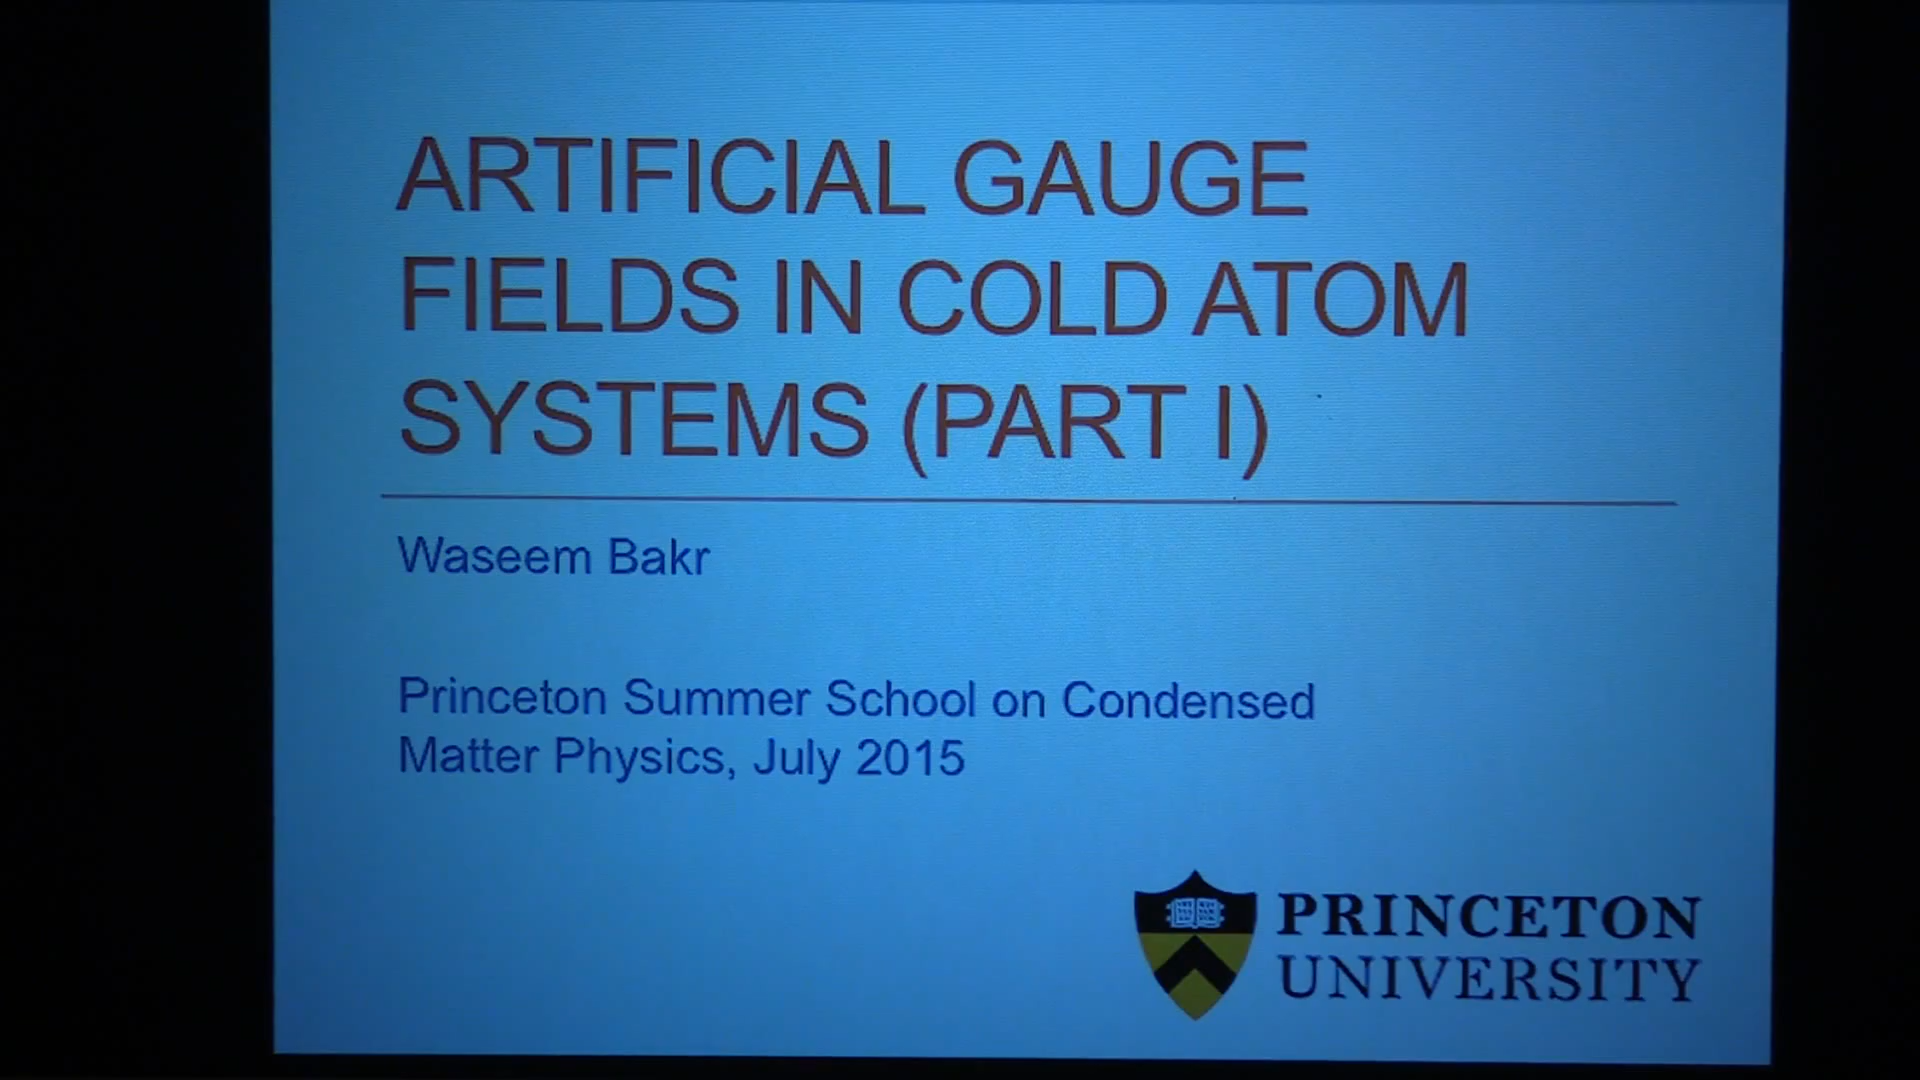 ARTIFICIAL GAUGE
FIELDS IN COLD ATOM
SYSTEMS (PART I)
Waseem Bakr
Princeton Summer School on Condensed
Matter Physics, July 2015
PRINCETON
UNIVERSITY